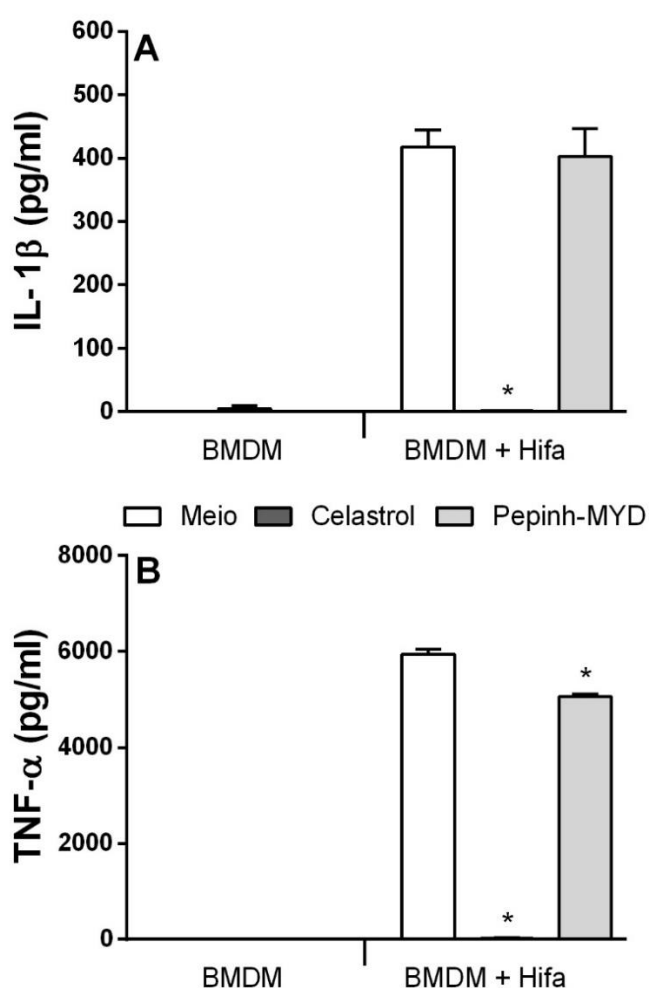 A
600
500
400
300
200
100
0
IL-1β (pg/ml)
*
BMDM BMDM + Hifa
Meio Celastrol Pepinh-MYD
B
8000
6000
4000
2000
0
TNF-α (pg/ml)
*
*
BMDM BMDM + Hifa